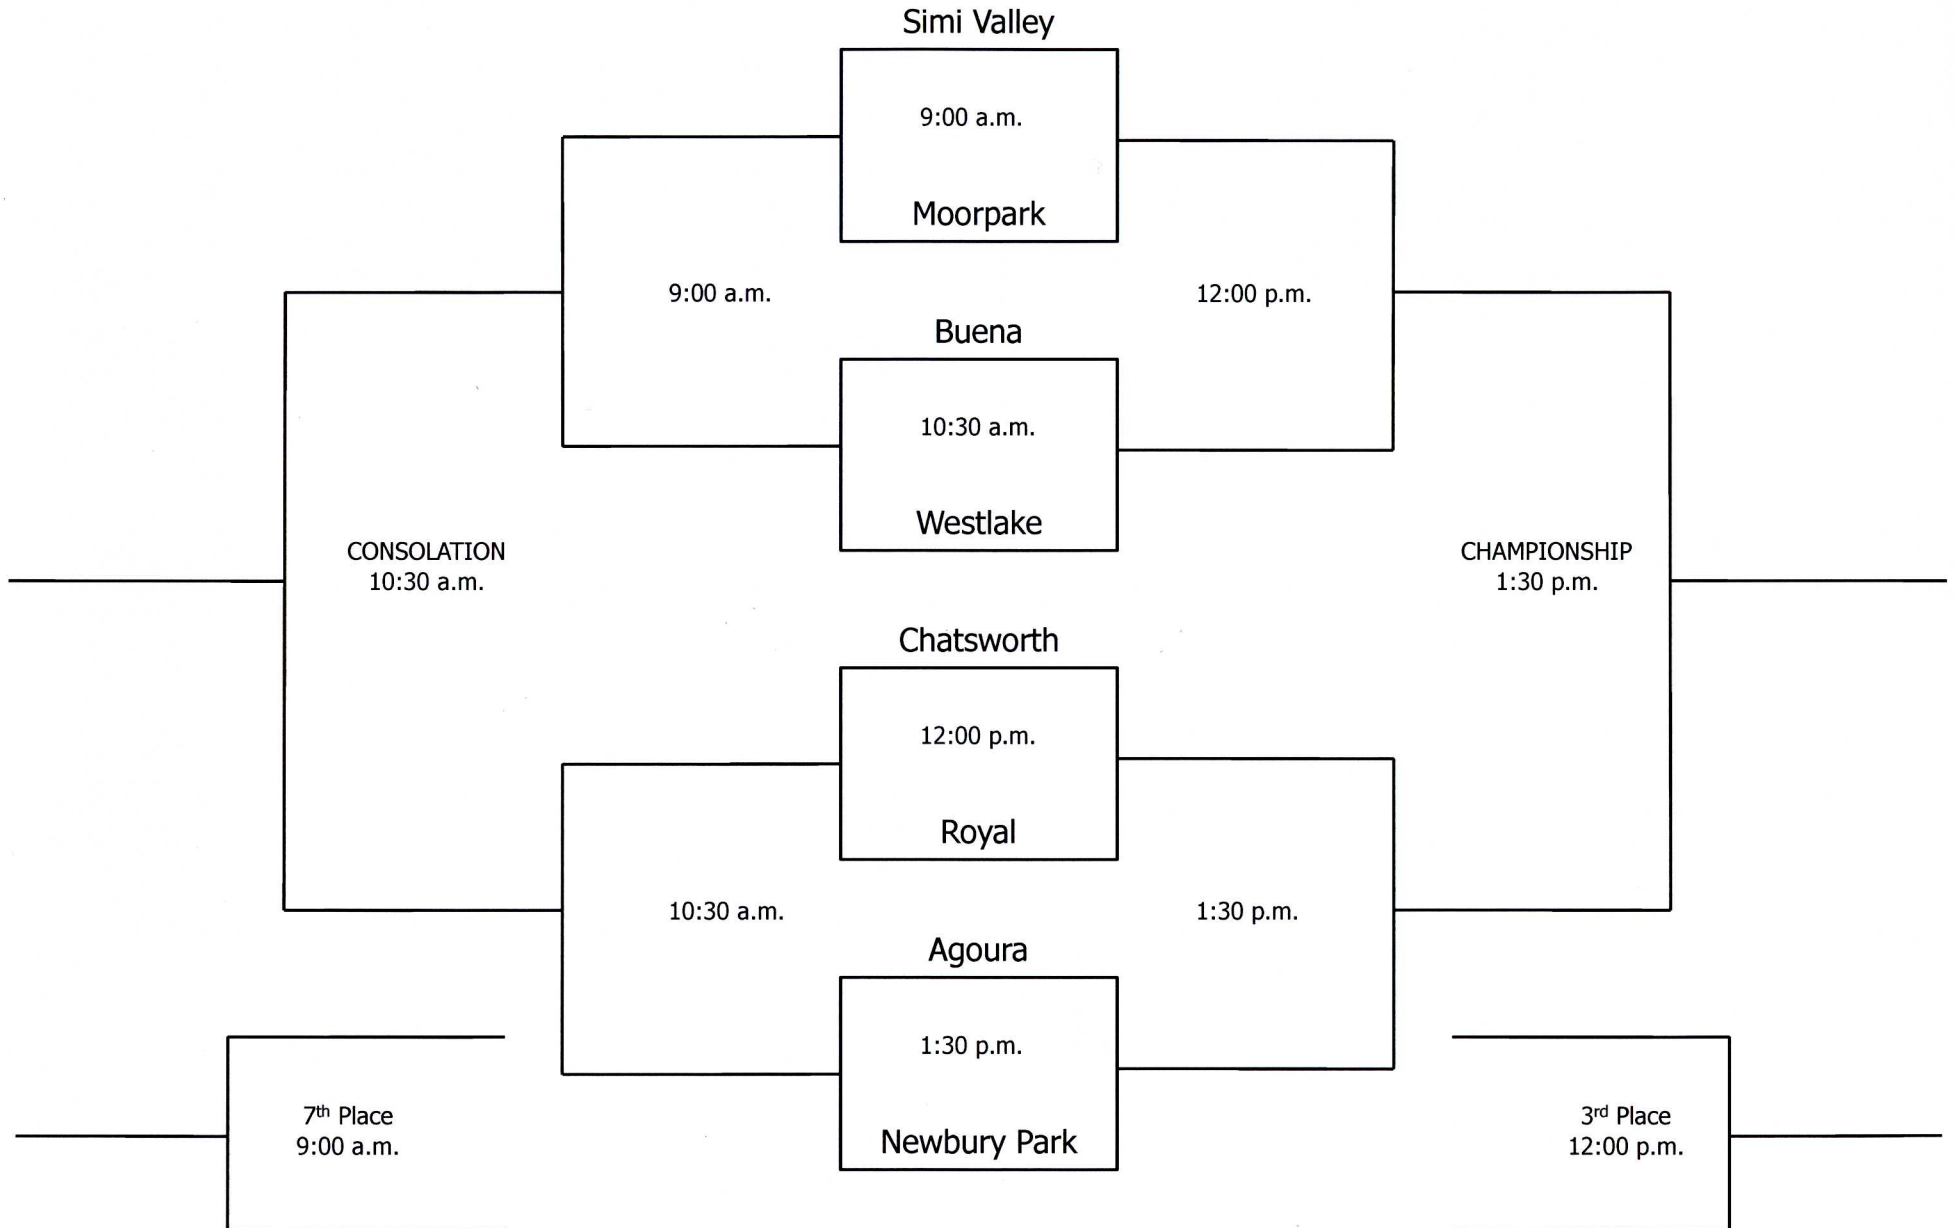 Simi Valley
9:00 a.m.
Moorpark
9:00 a.m.
12:00 p.m.
Buena
10:30 a.m.
Westlake
CONSOLATION
10:30 a.m.
CHAMPIONSHIP
1:30 p.m.
Chatsworth
12:00 p.m.
Royal
10:30 a.m.
1:30 p.m.
Agoura
1:30 p.m.
Newbury Park
7th Place
9:00 a.m.
3rd Place
12:00 p.m.